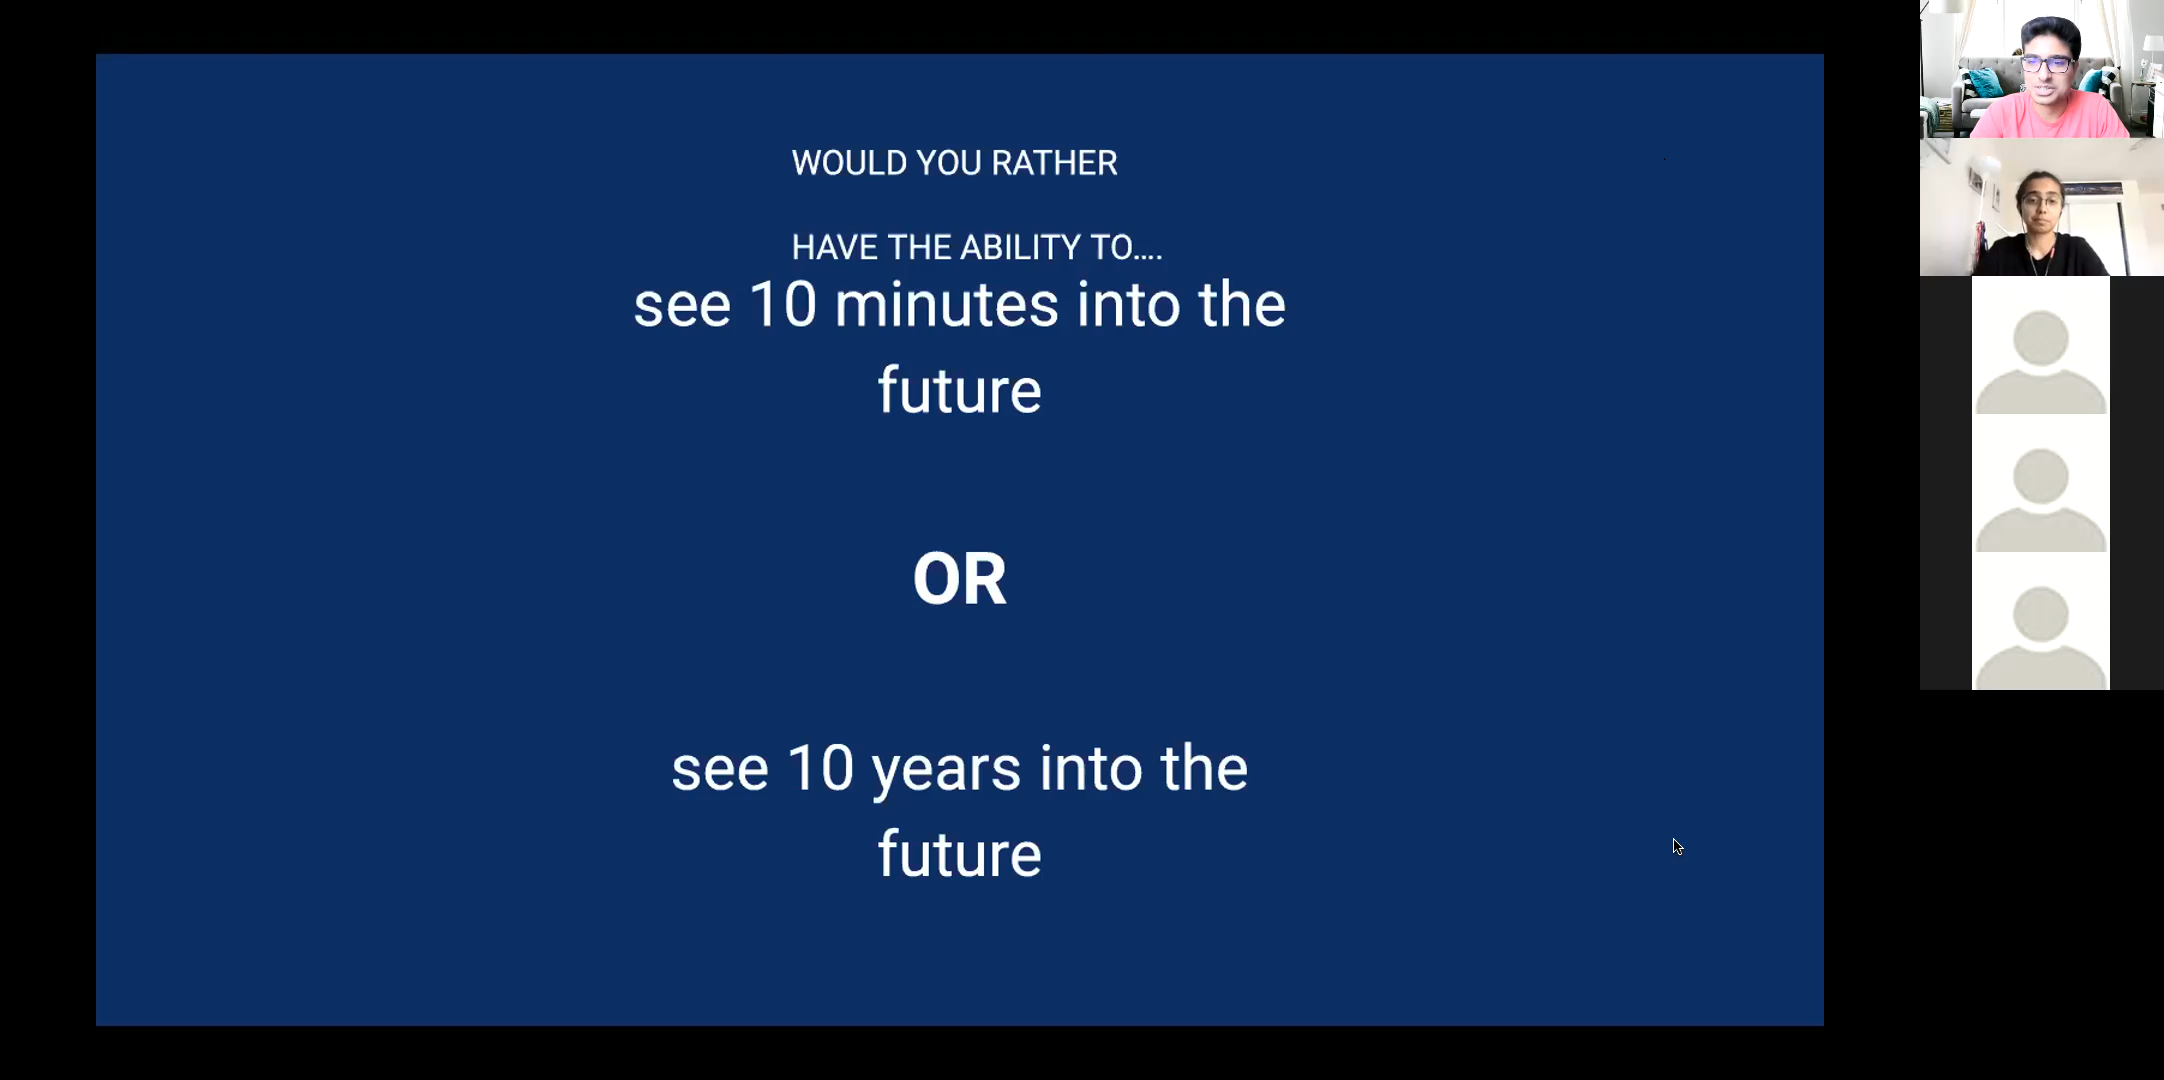 WOULD YOU RATHER
HAVE THE ABILITY TO....
see 10 minutes into the
future
OR
see 10 years into the
future